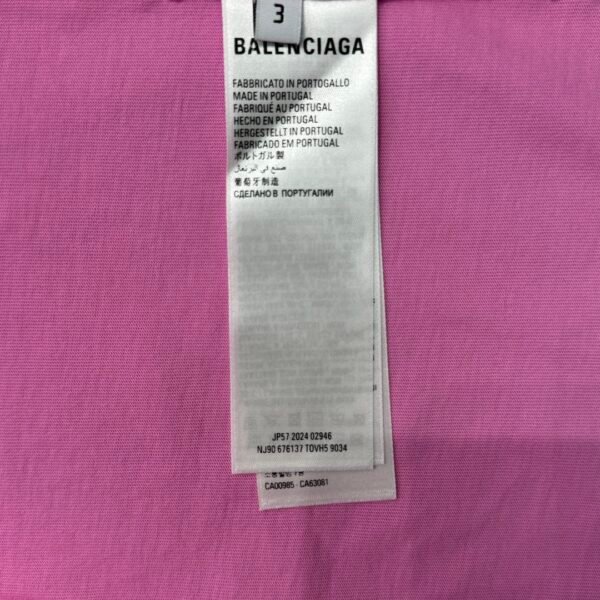 3
BALENCIAGA
FABBRICATO IN PORTOGALLO
MADE IN PORTUGAL
FABRIQUÉ AU PORTUGAL
HECHO EN PORTUGAL
HERGESTELLT IN PORTUGAL
FABRICADO EM PORTUGAL
ポルトガル製
صنع في البرتغال
葡萄牙制造
СДЕЛАНО В ПОРТУГАЛИИ
JP57 2024 02946
NJ90 676137 TOVH5 9034
CA00985 - CA63081